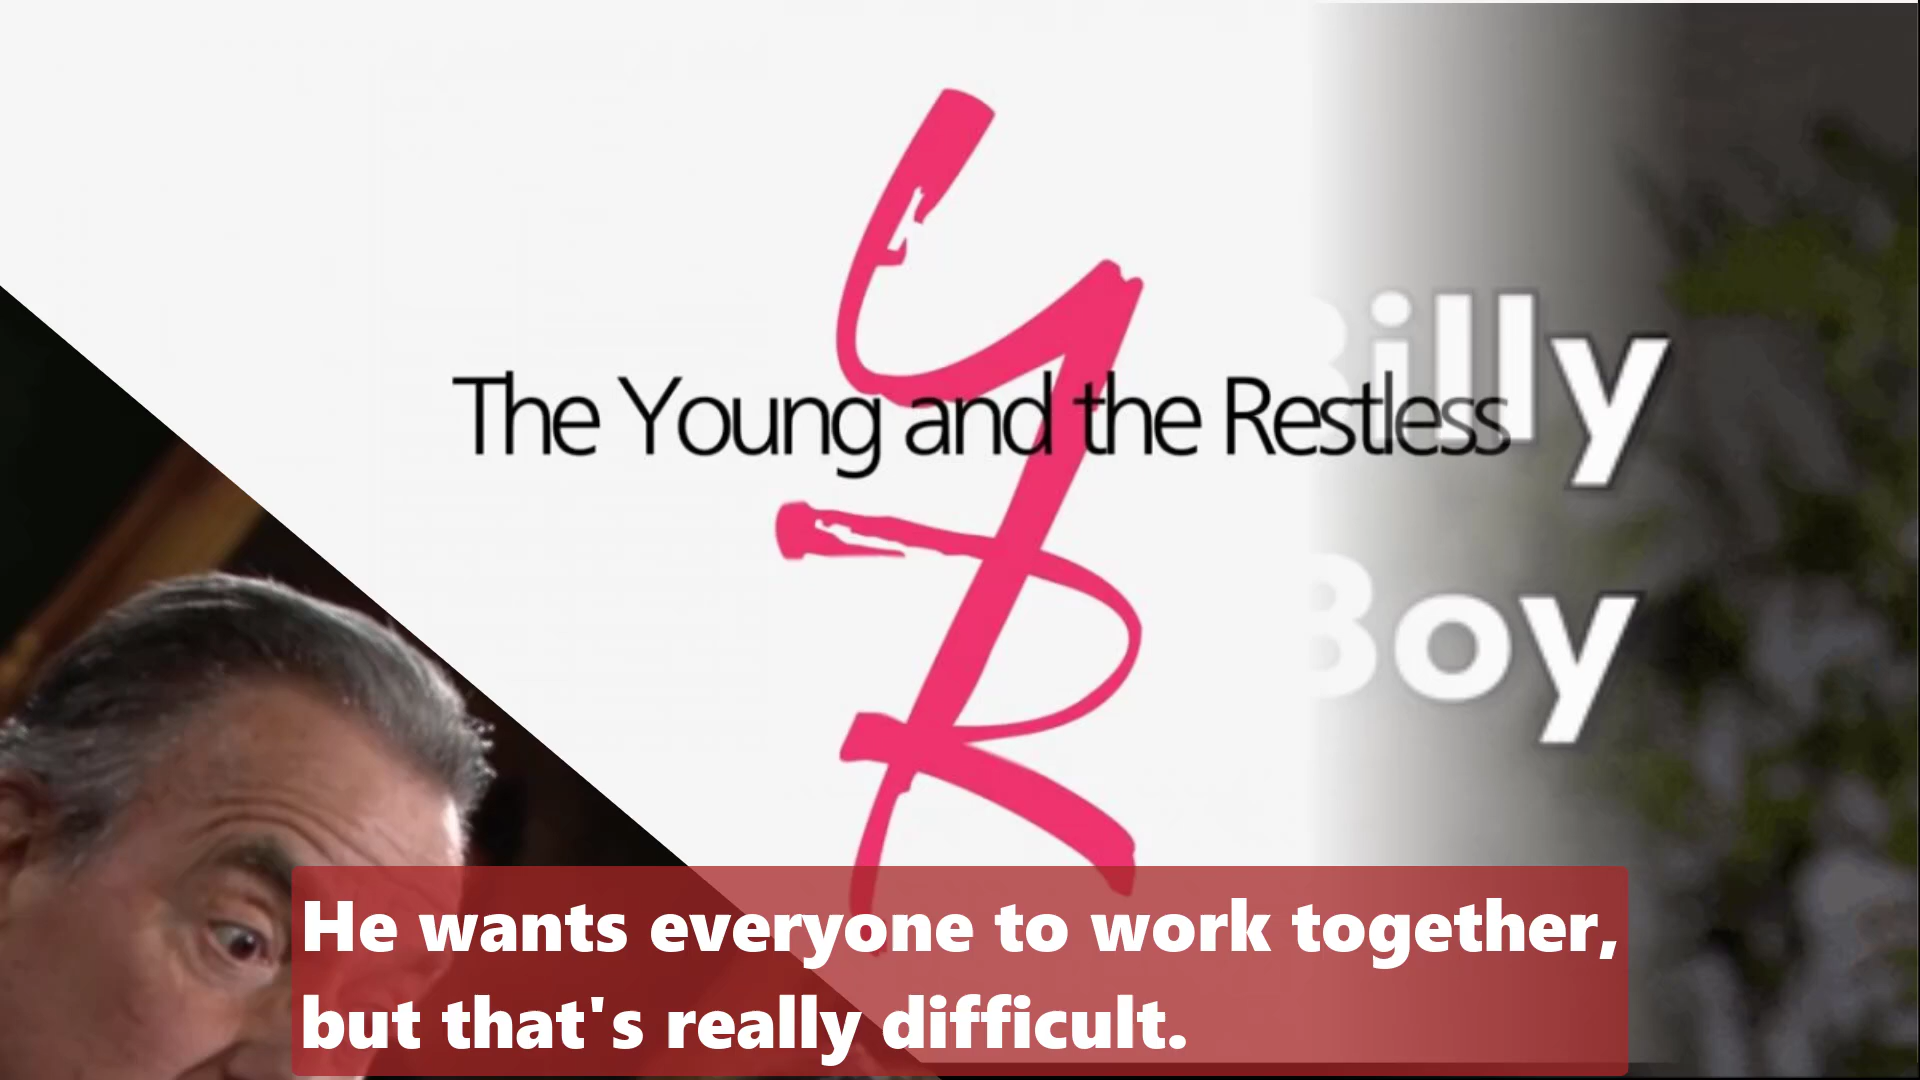 The Young and the Restless
Billy
Boy
He wants everyone to work together,
but that's really difficult.